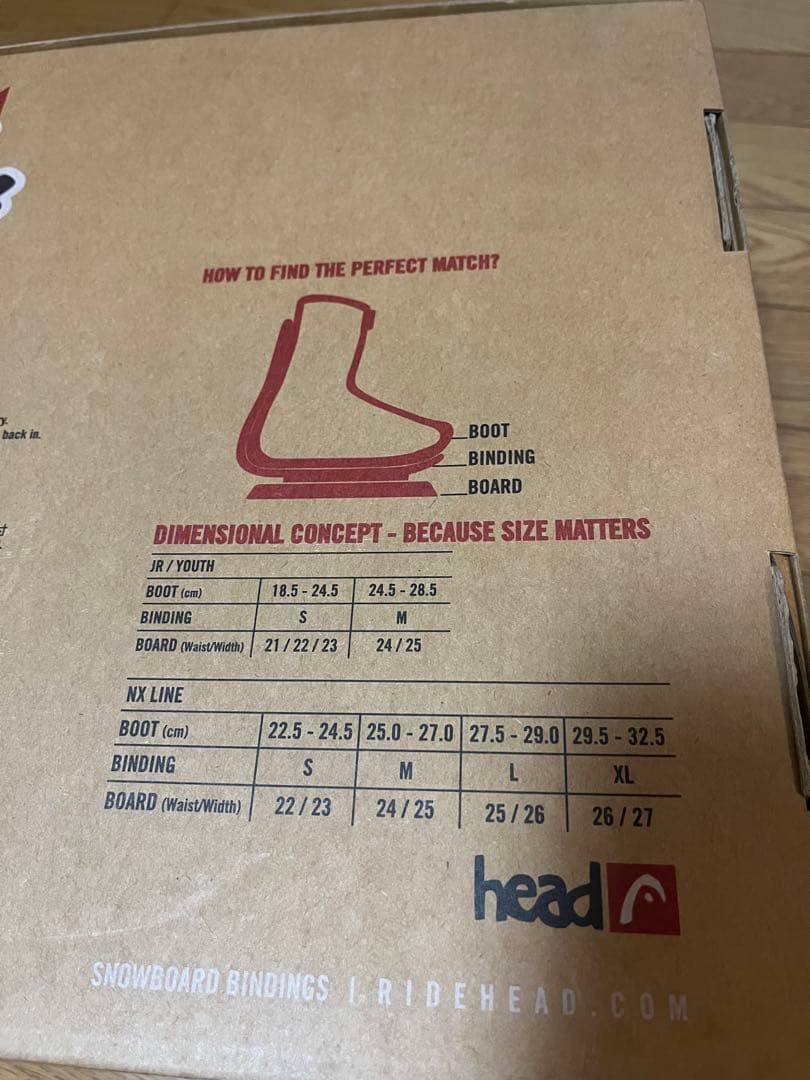 back in.
HOW TO FIND THE PERFECT MATCH?
BOOT
BINDING
BOARD
DIMENSIONAL CONCEPT - BECAUSE SIZE MATTERS
JR / YOUTH
BOOT (cm) 18.5 - 24.5 24.5 - 28.5
BINDING S M
BOARD (Waist/Width) 21 / 22 / 23 24 / 25
NX LINE
BOOT (cm) 22.5 - 24.5 25.0 - 27.0 27.5 - 29.0 29.5 - 32.5
BINDING S M L XL
BOARD (Waist/Width) 22 / 23 24 / 25 25 / 26 26 / 27
head
SNOWBOARD BINDINGS | RIDEHEAD.COM